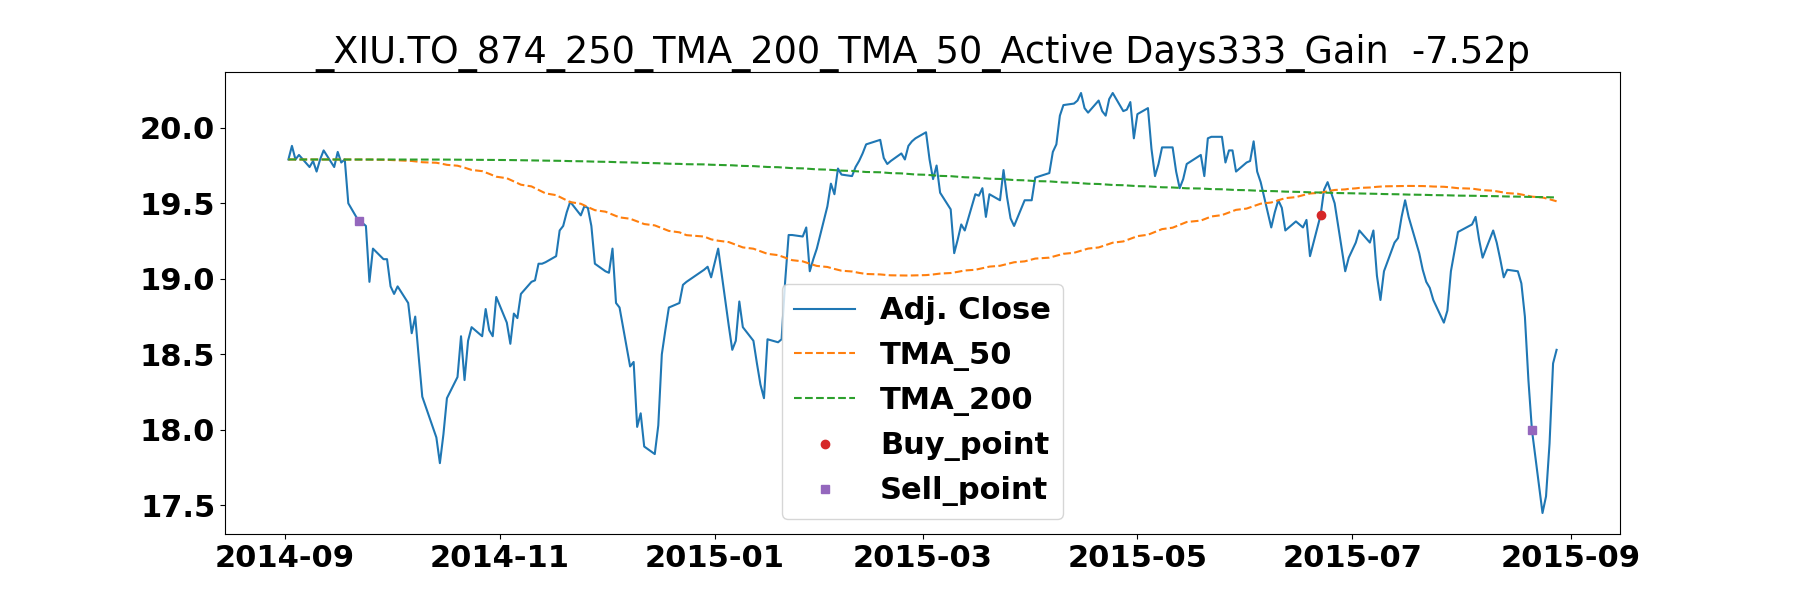 _XIU.TO_874_250_TMA_200_TMA_50_Active Days333_Gain  -7.52p
20.0
19.5
19.0
18.5
18.0
17.5
Adj. Close
TMA_50
TMA_200
Buy_point
Sell_point
2014-09 2014-11 2015-01 2015-03 2015-05 2015-07 2015-09